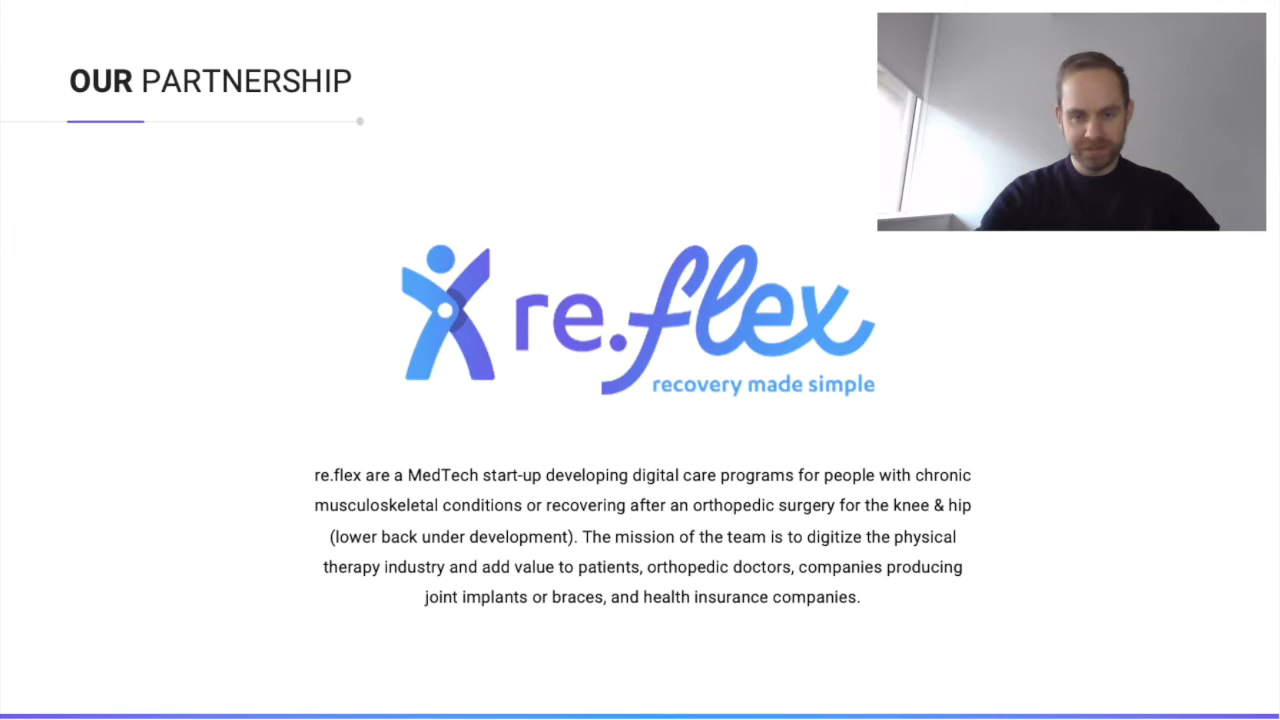 OUR PARTNERSHIP
re.flex
recovery made simple
re.flex are a MedTech start-up developing digital care programs for people with chronic
musculoskeletal conditions or recovering after an orthopedic surgery for the knee & hip
(lower back under development). The mission of the team is to digitize the physical
therapy industry and add value to patients, orthopedic doctors, companies producing
joint implants or braces, and health insurance companies.